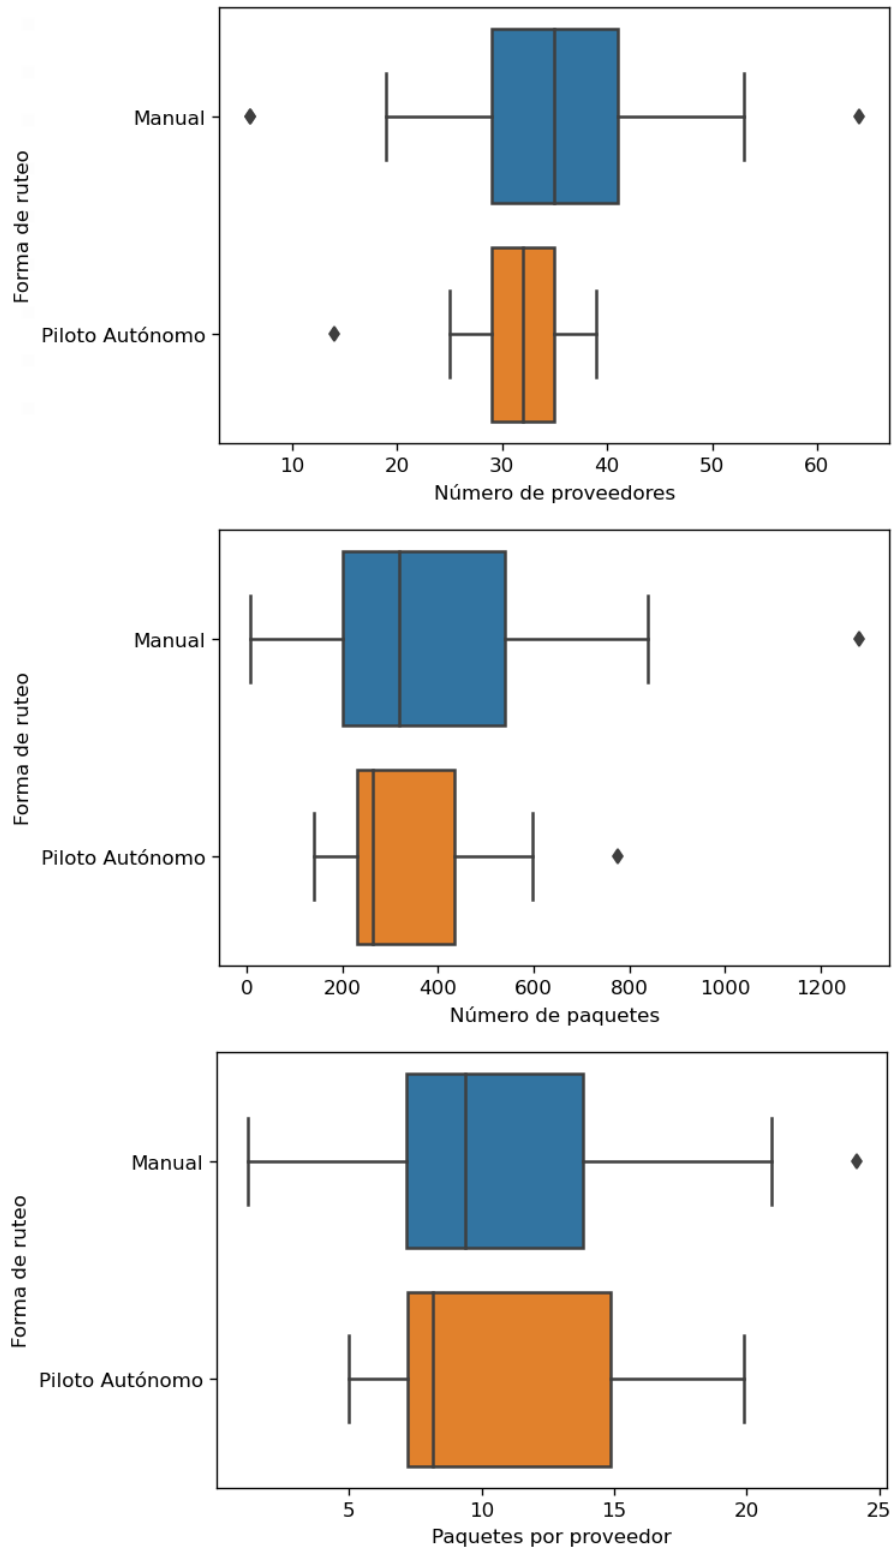 Forma de ruteo
Manual
Piloto Autónomo
10 20 30 40 50 60
Número de proveedores
Forma de ruteo
Manual
Piloto Autónomo
0 200 400 600 800 1000 1200
Número de paquetes
Forma de ruteo
Manual
Piloto Autónomo
5 10 15 20 25
Paquetes por proveedor